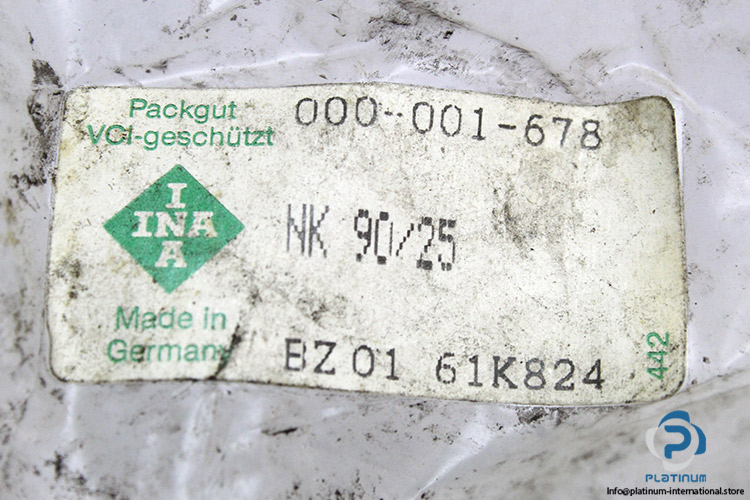 Packgut
VCI-geschützt
000-001-678
INA
INA
NK 90/25
Made in
Germany
BZ 01 61K824
442
PLATINUM
Info@platinum-international.store